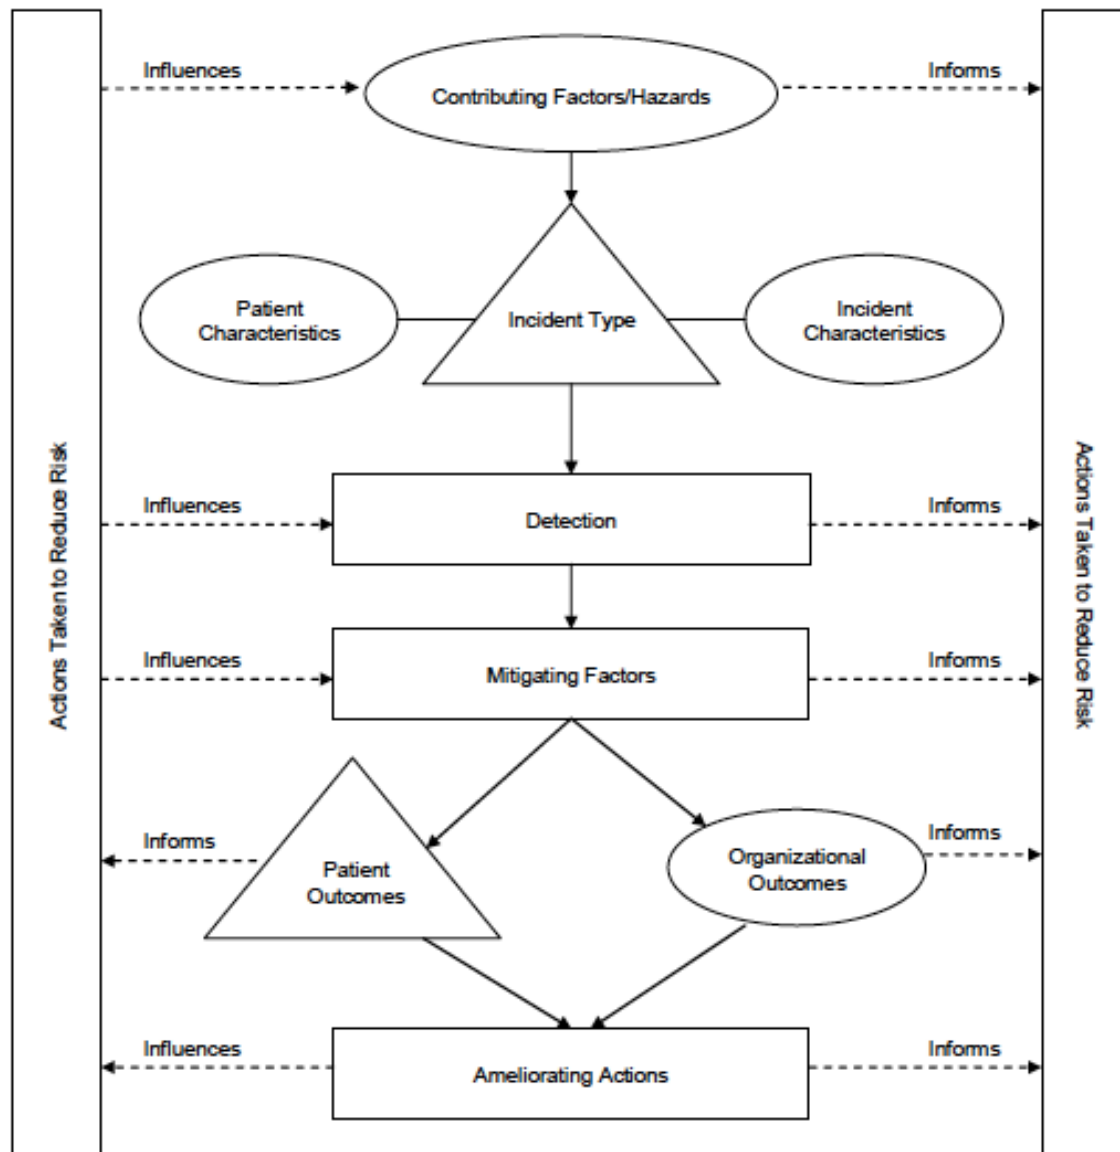 Influences
Informs
Contributing Factors/Hazards
Patient
Characteristics
Incident Type
Incident
Characteristics
Actions Taken to Reduce Risk
Actions Taken to Reduce Risk
Influences
Informs
Detection
Influences
Informs
Mitigating Factors
Informs
Patient
Outcomes
Organizational
Outcomes
Informs
Influences
Informs
Ameliorating Actions